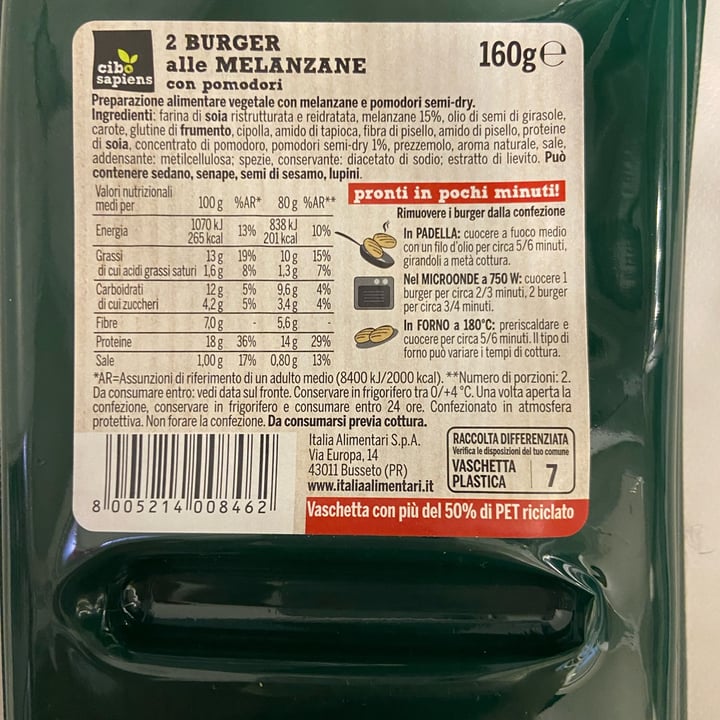 cibo
sapiens
2 BURGER
alle MELANZANE
con pomodori
160g e
Preparazione alimentare vegetale con melanzane e pomodori semi-dry.
Ingredienti: farina di soia ristrutturata e reidratata, melanzane 15%, olio di semi di girasole,
carote, glutine di frumento, cipolla, amido di tapioca, fibra di pisello, amido di pisello, proteine
di soia, concentrato di pomodoro, pomodori semi-dry 1%, prezzemolo, aroma naturale, sale,
addensante: metilcellulosa; spezie, conservante: diacetato di sodio; estratto di lievito. Può
contenere sedano, senape, semi di sesamo, lupini.
Valori nutrizionali
medi per 100 g %AR* 80 g %AR**
Energia 1070 kJ 265 kcal 13% 838 kJ 201 kcal 10%
Grassi 13 g 19% 10 g 15%
di cui acidi grassi saturi 1,6 g 8% 1,3 g 7%
Carboidrati 12 g 5% 9,6 g 4%
di cui zuccheri 4,2 g 5% 3,4 g 4%
Fibre 7,0 g - 5,6 g -
Proteine 18 g 36% 14 g 29%
Sale 1,00 g 17% 0,80 g 13%
pronti in pochi minuti!
Rimuovere i burger dalla confezione
In PADELLA: cuocere a fuoco medio
con un filo d'olio per circa 5/6 minuti,
girandoli a metà cottura.
Nel MICROONDE a 750 W: cuocere 1
burger per circa 2/3 minuti, 2 burger
per circa 3/4 minuti.
In FORNO a 180°C: preriscaldare e
cuocere per circa 5/6 minuti. Il tipo di
forno può variare i tempi di cottura.
*AR=Assunzioni di riferimento di un adulto medio (8400 kJ/2000 kcal). **Numero di porzioni: 2.
Da consumare entro: vedi data sul fronte. Conservare in frigorifero tra 0/+4 °C. Una volta aperta la
confezione, conservare in frigorifero e consumare entro 24 ore. Confezionato in atmosfera
protettiva. Non forare la confezione. Da consumarsi previa cottura.
8 005214 008462
Italia Alimentari S.p.A.
Via Europa, 14
43011 Busseto (PR)
www.italiaalimentari.it
RACCOLTA DIFFERENZIATA
Verifica le disposizioni del tuo comune
VASCHETTA
PLASTICA 7
Vaschetta con più del 50% di PET riciclato